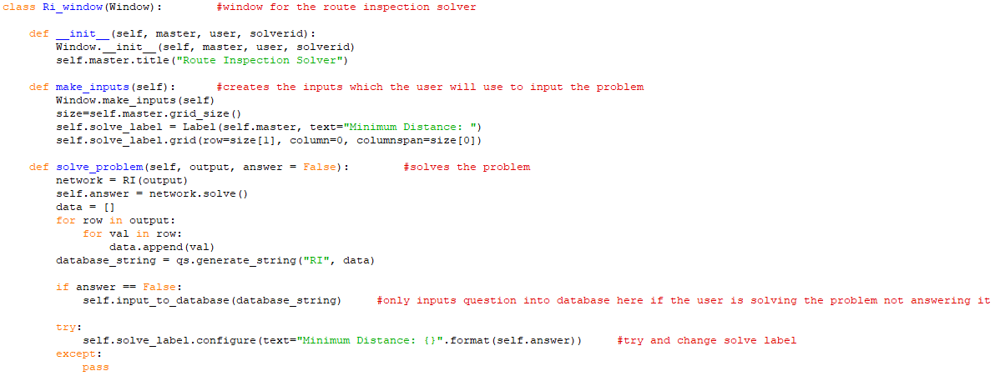 class Ri_window(Window):        #window for the route inspection solver

    def __init__(self, master, user, solverid):
        Window.__init__(self, master, user, solverid)
        self.master.title("Route Inspection Solver")

    def make_inputs(self):      #creates the inputs which the user will use to input the problem
        Window.make_inputs(self)
        size=self.master.grid_size()
        self.solve_label = Label(self.master, text="Minimum Distance: ")
        self.solve_label.grid(row=size[1], column=0, columnspan=size[0])

    def solve_problem(self, output, answer = False):        #solves the problem
        network = RI(output)
        self.answer = network.solve()
        data = []
        for row in output:
            for val in row:
                data.append(val)
        database_string = qs.generate_string("RI", data)

        if answer == False:
            self.input_to_database(database_string)     #only inputs question into database here if the user is solving the problem not answering it

        try:
            self.solve_label.configure(text="Minimum Distance: {}".format(self.answer))     #try and change solve label
        except:
            pass